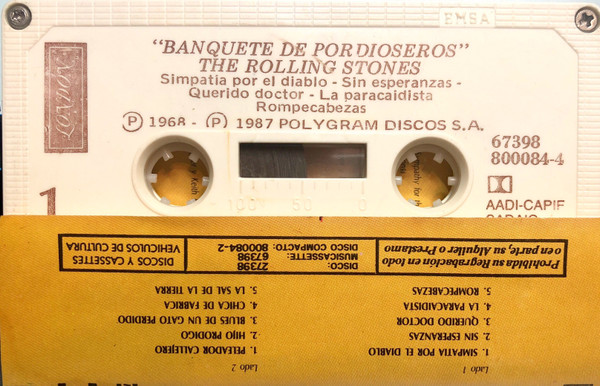 EMSA
"BANQUETE DE PORDIOSEROS"
THE ROLLING STONES
Simpatia por el diablo - Sin esperanzas -
Querido doctor - La paracaidista
Rompecabezas
Ⓟ 1968 - Ⓟ 1987 POLYGRAM DISCOS S.A.
67398
800084-4
1
100 50 0
AADI-CAPIF
Lado 1
1. SIMPATIA POR EL DIABLO
2. SIN ESPERANZAS
3. QUERIDO DOCTOR
4. LA PARACAIDISTA
5. ROMPECABEZAS
Lado 2
1. PELEADOR CALLEJERO
2. HIJO PRODIGO
3. BLUES DE UN GATO PERDIDO
4. CHICA DE FABRICA
5. LA SAL DE LA TIERRA
Prohibida su Regrabación en todo
o en parte, su Alquiler o Prestamo
DISCO: 27398
MUSICASSETTE: 67398
DISCO COMPACTO: 800084-2
DISCOS Y CASSETTES
VEHICULOS DE CULTURA